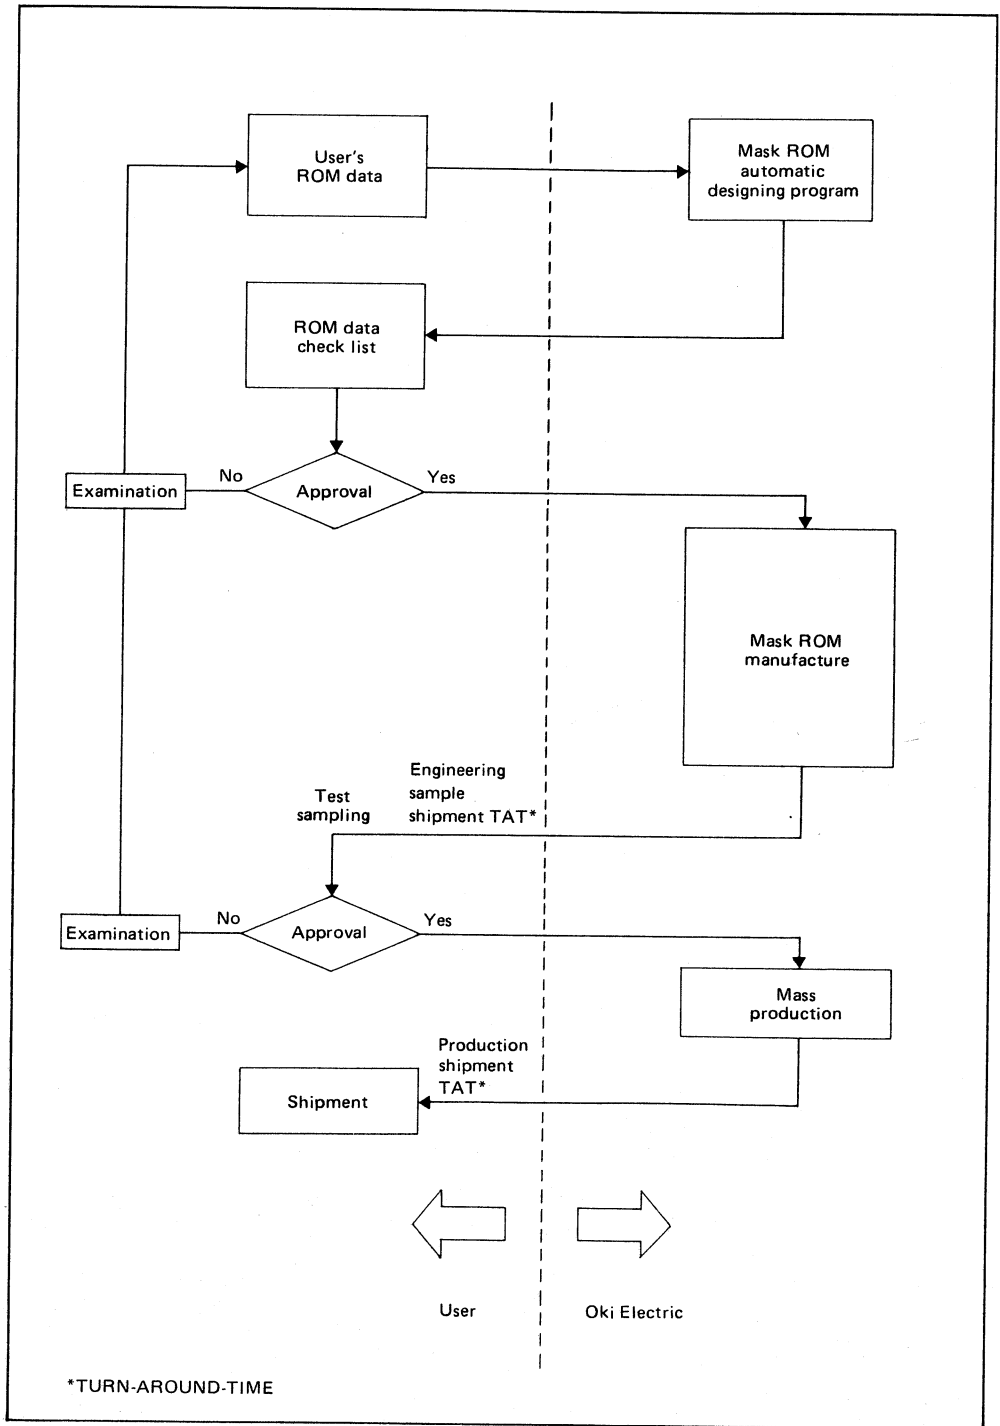 User's
ROM data
Mask ROM
automatic
designing program
ROM data
check list
Examination
No
Approval
Yes
Mask ROM
manufacture
Test
sampling
Engineering
sample
shipment TAT*
Examination
No
Approval
Yes
Mass
production
Production
shipment
TAT*
Shipment
User
Oki Electric
*TURN-AROUND-TIME